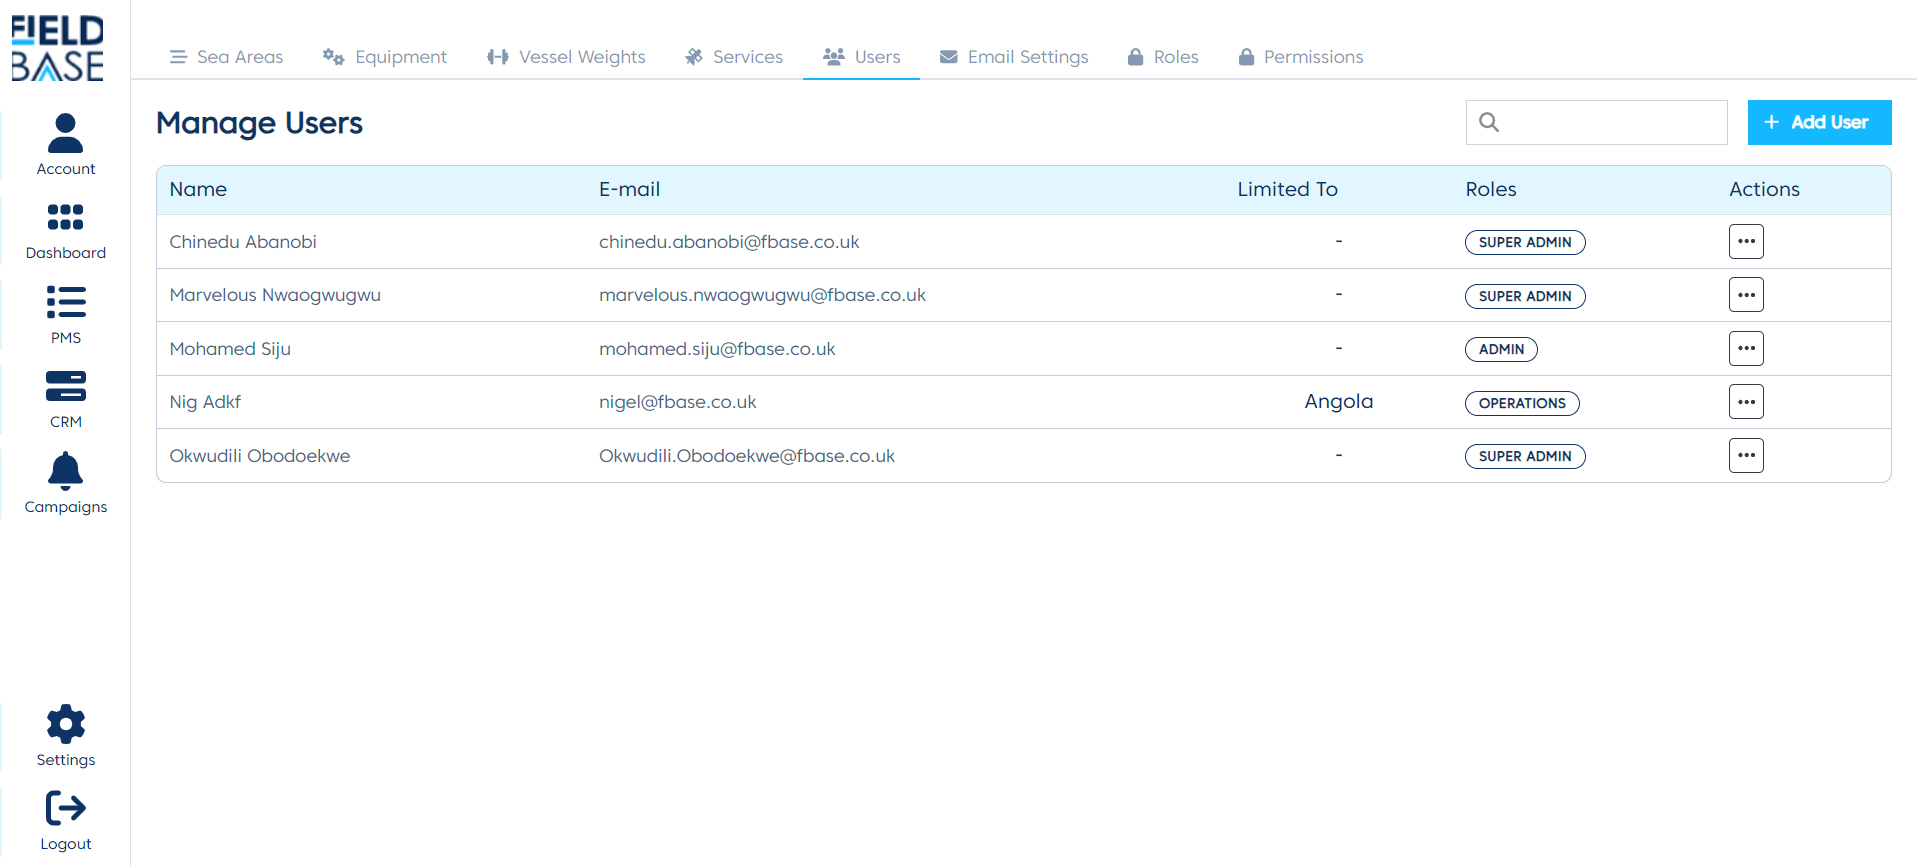 FIELD
BASE
Account
Dashboard
PMS
CRM
Campaigns
Settings
Logout
Sea Areas Equipment Vessel Weights Services Users Email Settings Roles Permissions
Manage Users
+ Add User
Name E-mail Limited To Roles Actions
Chinedu Abanobi chinedu.abanobi@fbase.co.uk - SUPER ADMIN
Marvelous Nwaogwugwu marvelous.nwaogwugwu@fbase.co.uk - SUPER ADMIN
Mohamed Siju mohamed.siju@fbase.co.uk - ADMIN
Nig Adkf nigel@fbase.co.uk Angola OPERATIONS
Okwudili Obodoekwe Okwudili.Obodoekwe@fbase.co.uk - SUPER ADMIN